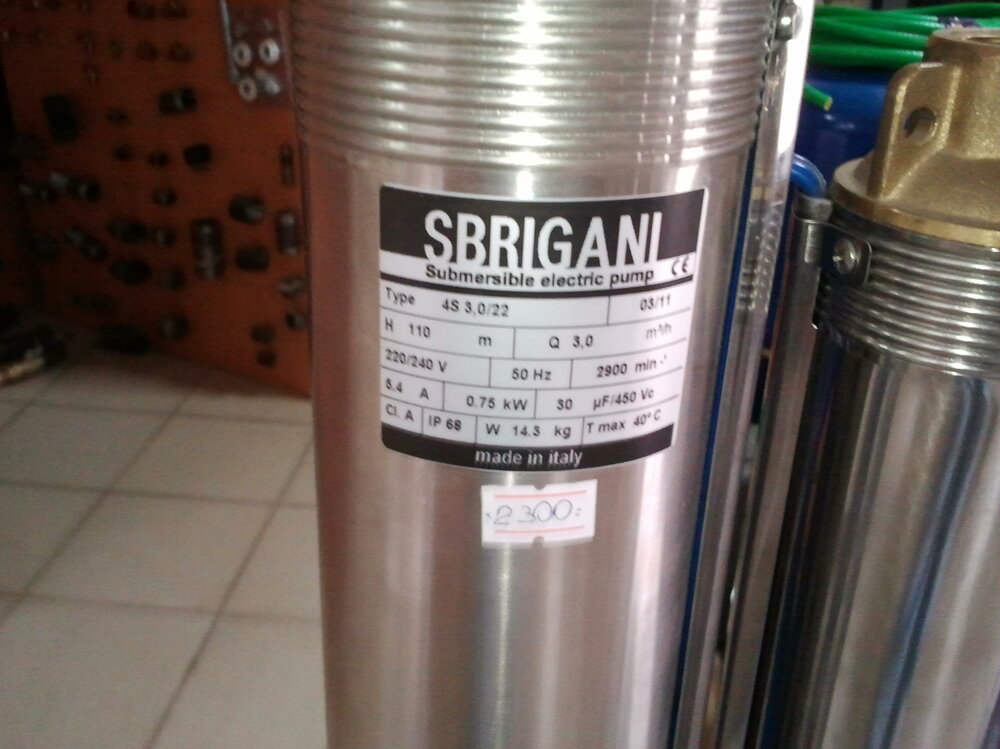 SBRIGANI
Submersible electric pump CE
Type 4S 3,0/22 03/11
H 110 m Q 3,0 m³/h
220/240 V 50 Hz 2900 min -¹
5.4 A 0.75 kW 30 µF/450 Vc
Cl. A IP 68 W 14.3 kg T max 40° C
made in italy
2300